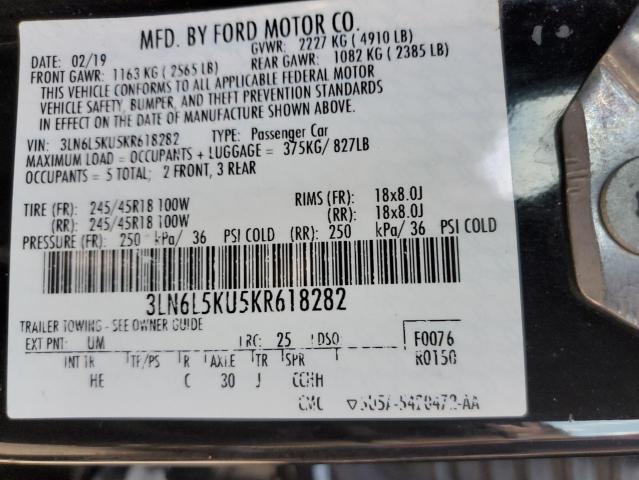 MFD. BY FORD MOTOR CO.
DATE: 02/19
GVWR: 2227 KG ( 4910 LB)
FRONT GAWR: 1163 KG ( 2565 LB)
REAR GAWR: 1082 KG ( 2385 LB)
THIS VEHICLE CONFORMS TO ALL APPLICABLE FEDERAL MOTOR
VEHICLE SAFETY, BUMPER, AND THEFT PREVENTION STANDARDS
IN EFFECT ON THE DATE OF MANUFACTURE SHOWN ABOVE.
VIN: 3LN6L5KU5KR618282 TYPE: Passenger Car
MAXIMUM LOAD = OCCUPANTS + LUGGAGE = 375KG/ 827LB
OCCUPANTS = 5 TOTAL; 2 FRONT, 3 REAR
TIRE (FR): 245/45R18 100W RIMS (FR): 18x8.0J
(RR): 245/45R18 100W (RR): 18x8.0J
PRESSURE (FR): 250 kPa/ 36 PSI COLD (RR): 250 kPa/ 36 PSI COLD
3LN6L5KU5KR618282
TRAILER TOWING - SEE OWNER GUIDE
EXT PNT: UM RC: 25 DSO: F0076
INT TR TP/PS R AXLE TR SPR R0150
HE C 30 J CCHH